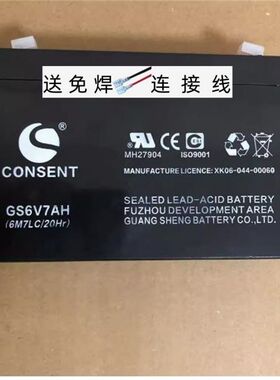 送免焊 连接线
CONSENT
MH27904
ISO9001
MANUFACTURE LICENCE: XK06-044-00060
GS6V7AH
(6M7LC/20Hr)
SEALED LEAD-ACID BATTERY
FUZHOU DEVELOPMENT ZONE
GUANG SHENG BATTERY CO.,LTD.